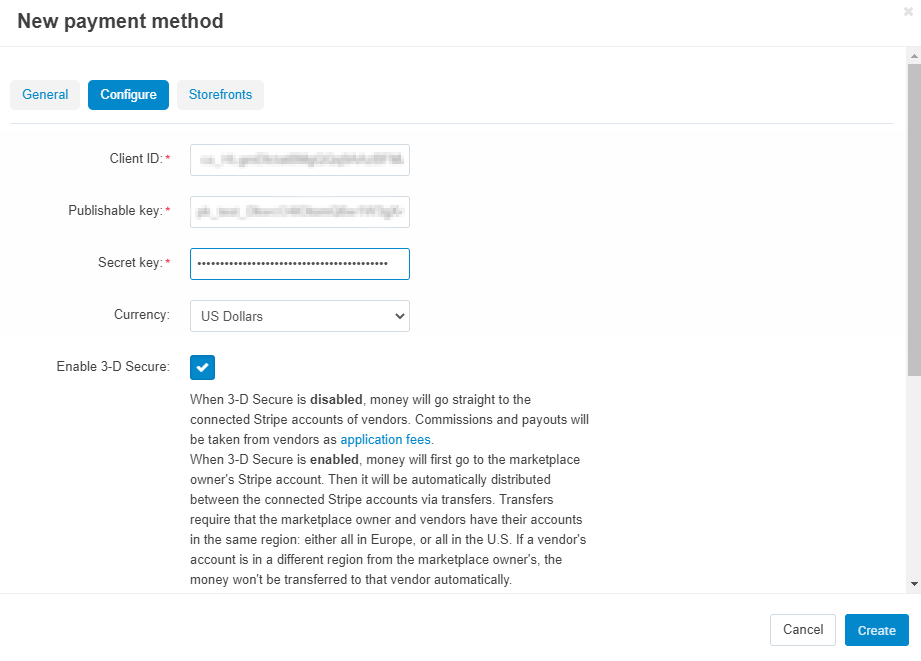 New payment method
General Configure Storefronts
Client ID:*
Publishable key:*
Secret key:*
Currency: US Dollars
Enable 3-D Secure:
When 3-D Secure is disabled, money will go straight to the
connected Stripe accounts of vendors. Commissions and payouts will
be taken from vendors as application fees.
When 3-D Secure is enabled, money will first go to the marketplace
owner's Stripe account. Then it will be automatically distributed
between the connected Stripe accounts via transfers. Transfers
require that the marketplace owner and vendors have their accounts
in the same region: either all in Europe, or all in the U.S. If a vendor's
account is in a different region from the marketplace owner's, the
money won't be transferred to that vendor automatically.
Cancel Create